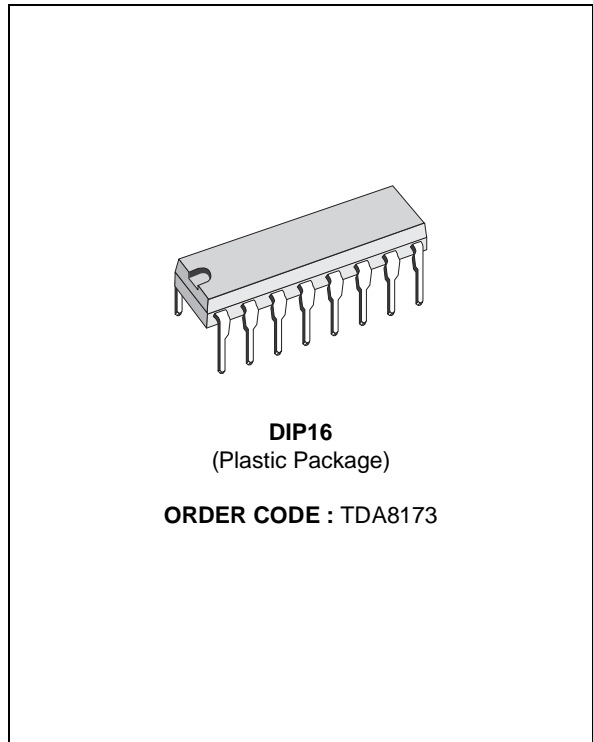 DIP16
(Plastic Package)
ORDER CODE : TDA8173